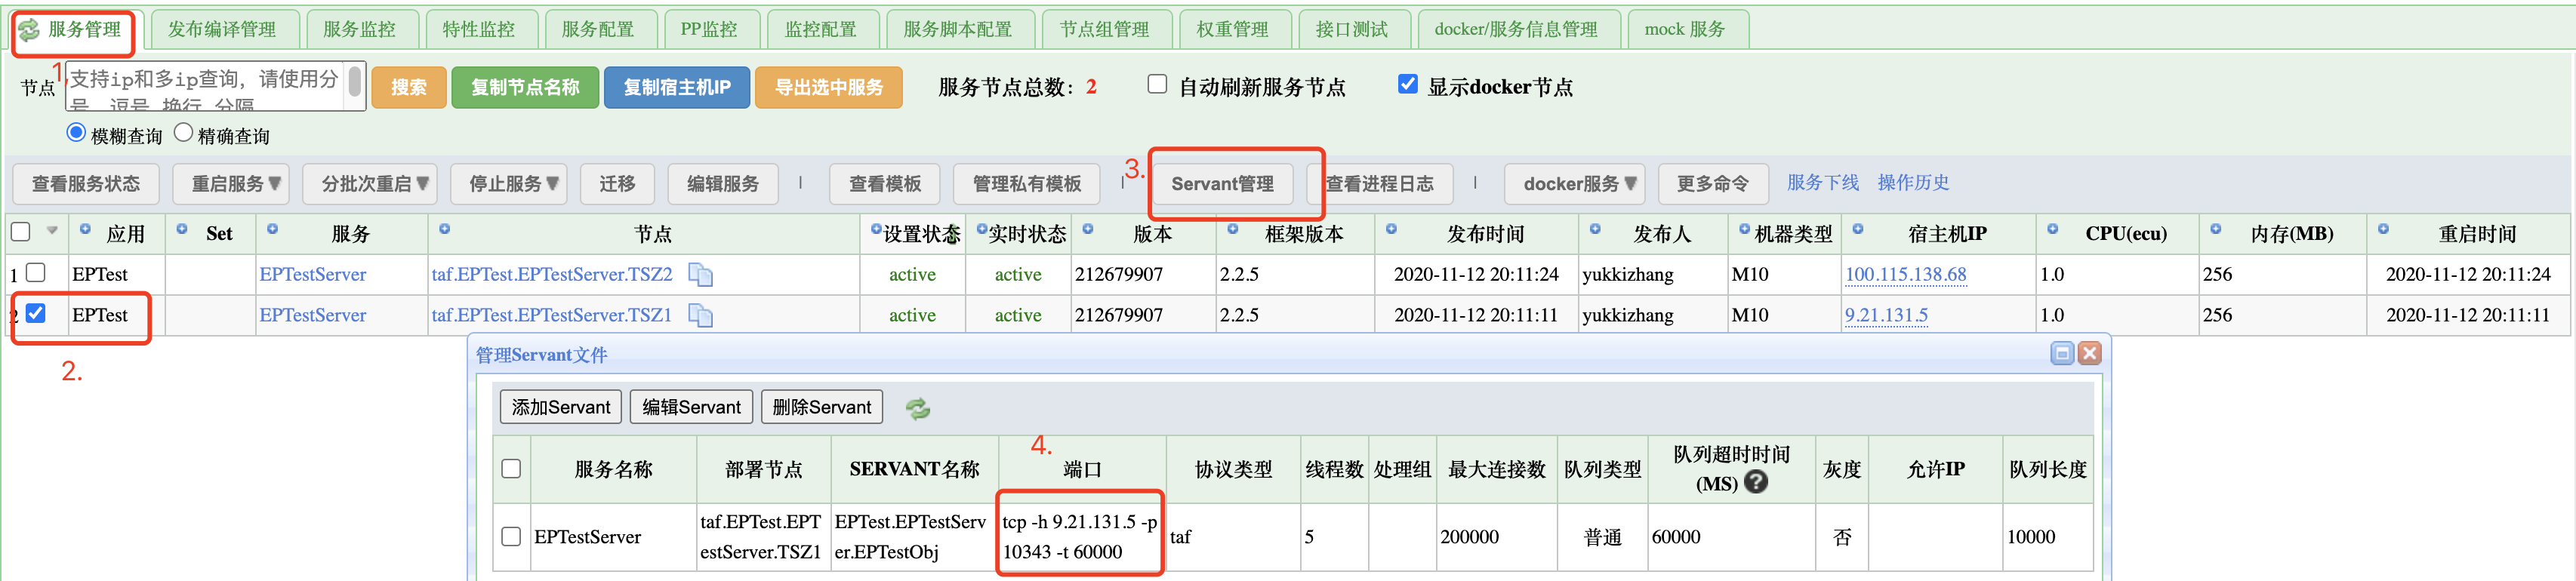 服务管理 发布编译管理 服务监控 特性监控 服务配置 PP监控 监控配置 服务脚本配置 节点组管理 权重管理 接口测试 docker/服务信息管理 mock 服务
1.
节点 支持ip和多ip查询，请使用分 搜索 复制节点名称 复制宿主机IP 导出选中服务 服务节点总数：2 自动刷新服务节点 显示docker节点
号，逗号，换行，分隔
模糊查询 精确查询
查看服务状态 重启服务▼ 分批次重启▼ 停止服务▼ 迁移 编辑服务 | 查看模板 管理私有模板 | 3. Servant管理 查看进程日志 | docker服务▼ 更多命令 服务下线 操作历史
应用 Set 服务 节点 设置状态 实时状态 版本 框架版本 发布时间 发布人 机器类型 宿主机IP CPU(ecu) 内存(MB) 重启时间
1 EPTest EPTestServer taf.EPTest.EPTestServer.TSZ2 active active 212679907 2.2.5 2020-11-12 20:11:24 yukkizhang M10 100.115.138.68 1.0 256 2020-11-12 20:11:24
2 EPTest EPTestServer taf.EPTest.EPTestServer.TSZ1 active active 212679907 2.2.5 2020-11-12 20:11:11 yukkizhang M10 9.21.131.5 1.0 256 2020-11-12 20:11:11
2.
管理Servant文件
添加Servant 编辑Servant 删除Servant
4.
服务名称 部署节点 SERVANT名称 端口 协议类型 线程数 处理组 最大连接数 队列类型 队列超时时间 灰度 允许IP 队列长度
(MS) ?
EPTestServer taf.EPTest.EPT EPTest.EPTestServ tcp -h 9.21.131.5 -p taf 5 200000 普通 60000 否 10000
estServer.TSZ1 er.EPTestObj 10343 -t 60000